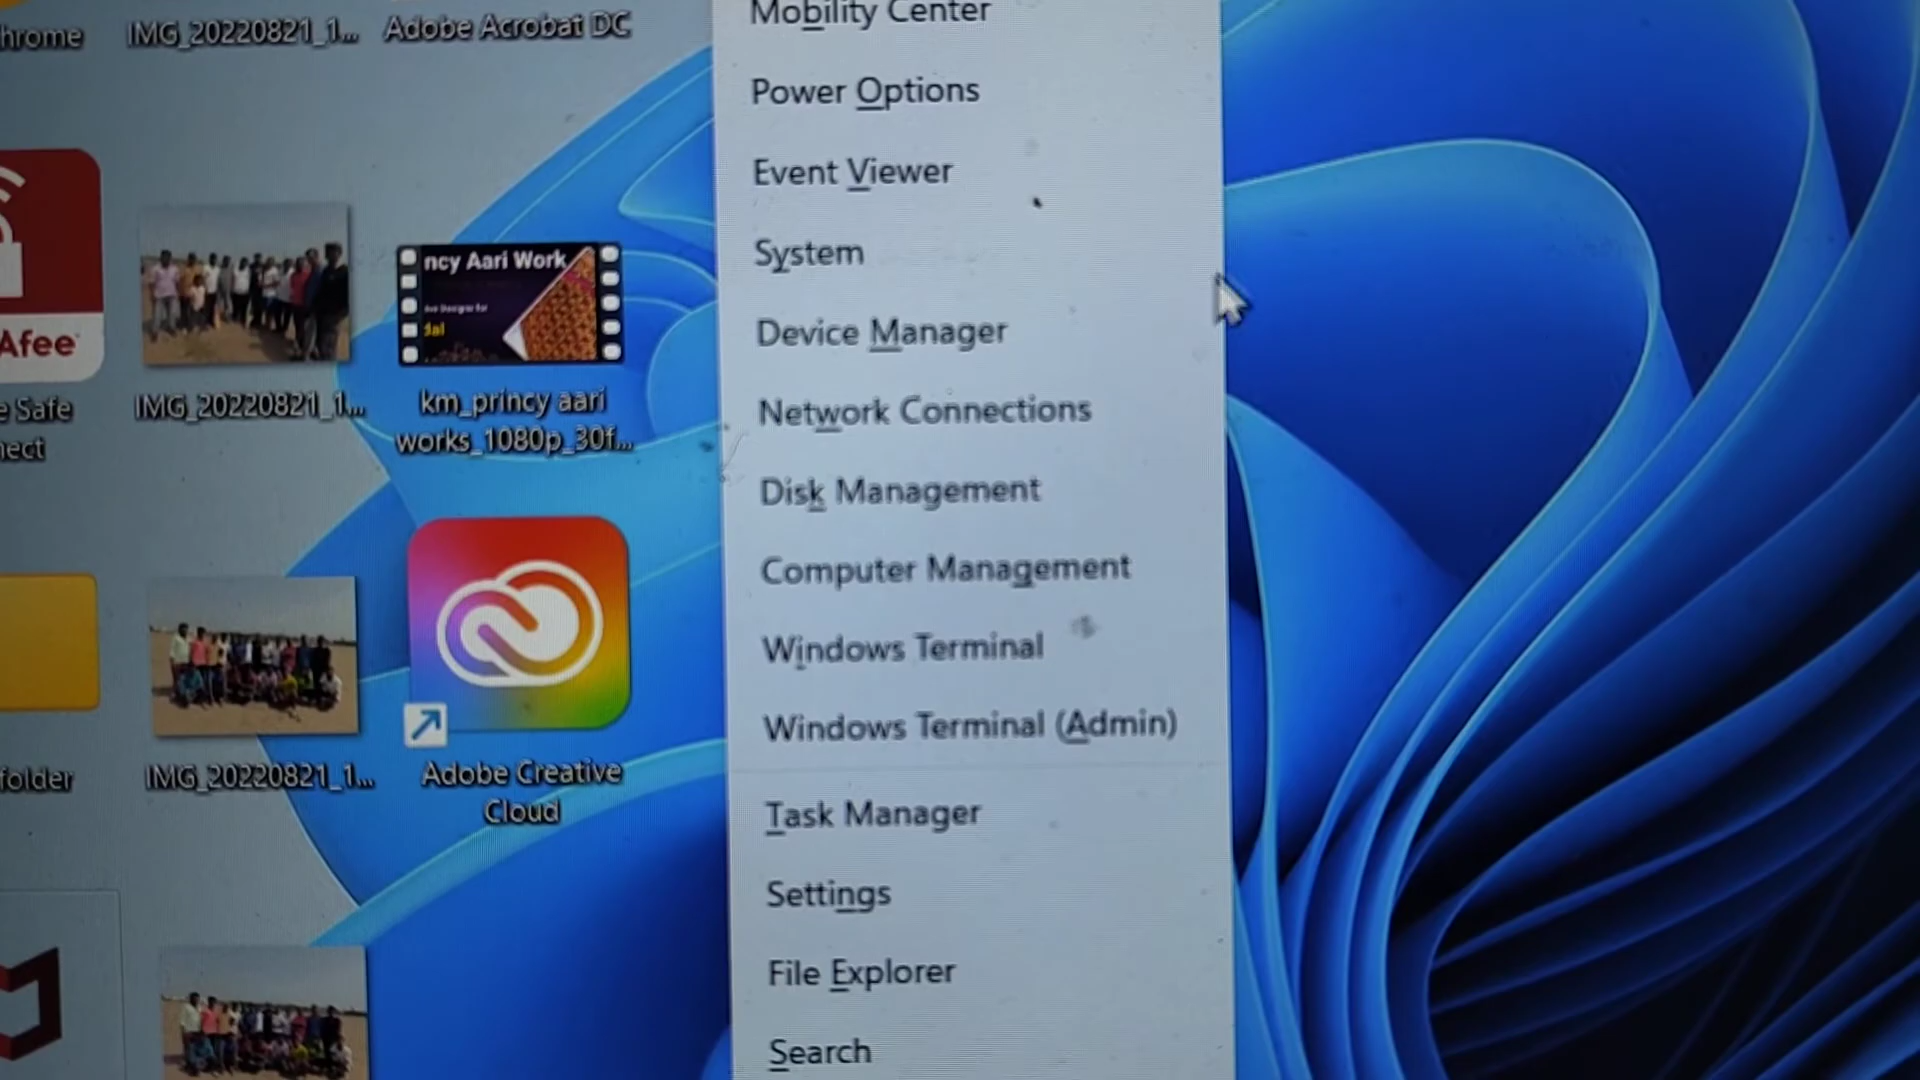 hrome
IMG_20220821_1...
Adobe Acrobat DC
Afee
e Safe
nect
IMG_20220821_1...
ncy Aari Work
km_princy aari
works_1080p_30f...
folder
IMG_20220821_1...
Adobe Creative
Cloud
Mobility Center
Power Options
Event Viewer
System
Device Manager
Network Connections
Disk Management
Computer Management
Windows Terminal
Windows Terminal (Admin)
Task Manager
Settings
File Explorer
Search